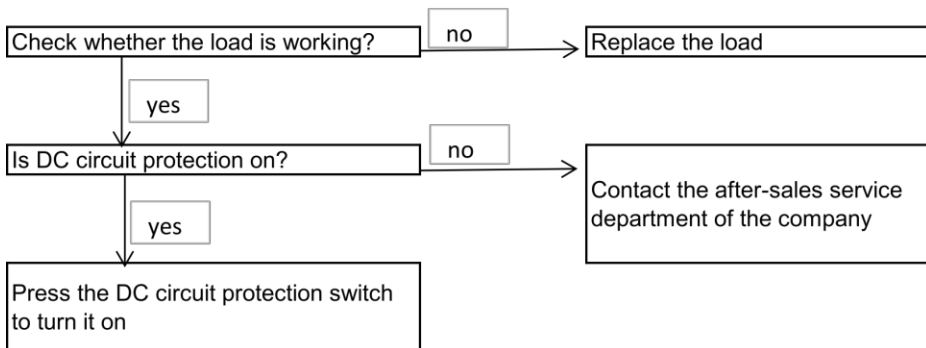 Check whether the load is working?
no
Replace the load
yes
Is DC circuit protection on?
no
Contact the after-sales service
department of the company
yes
Press the DC circuit protection switch
to turn it on